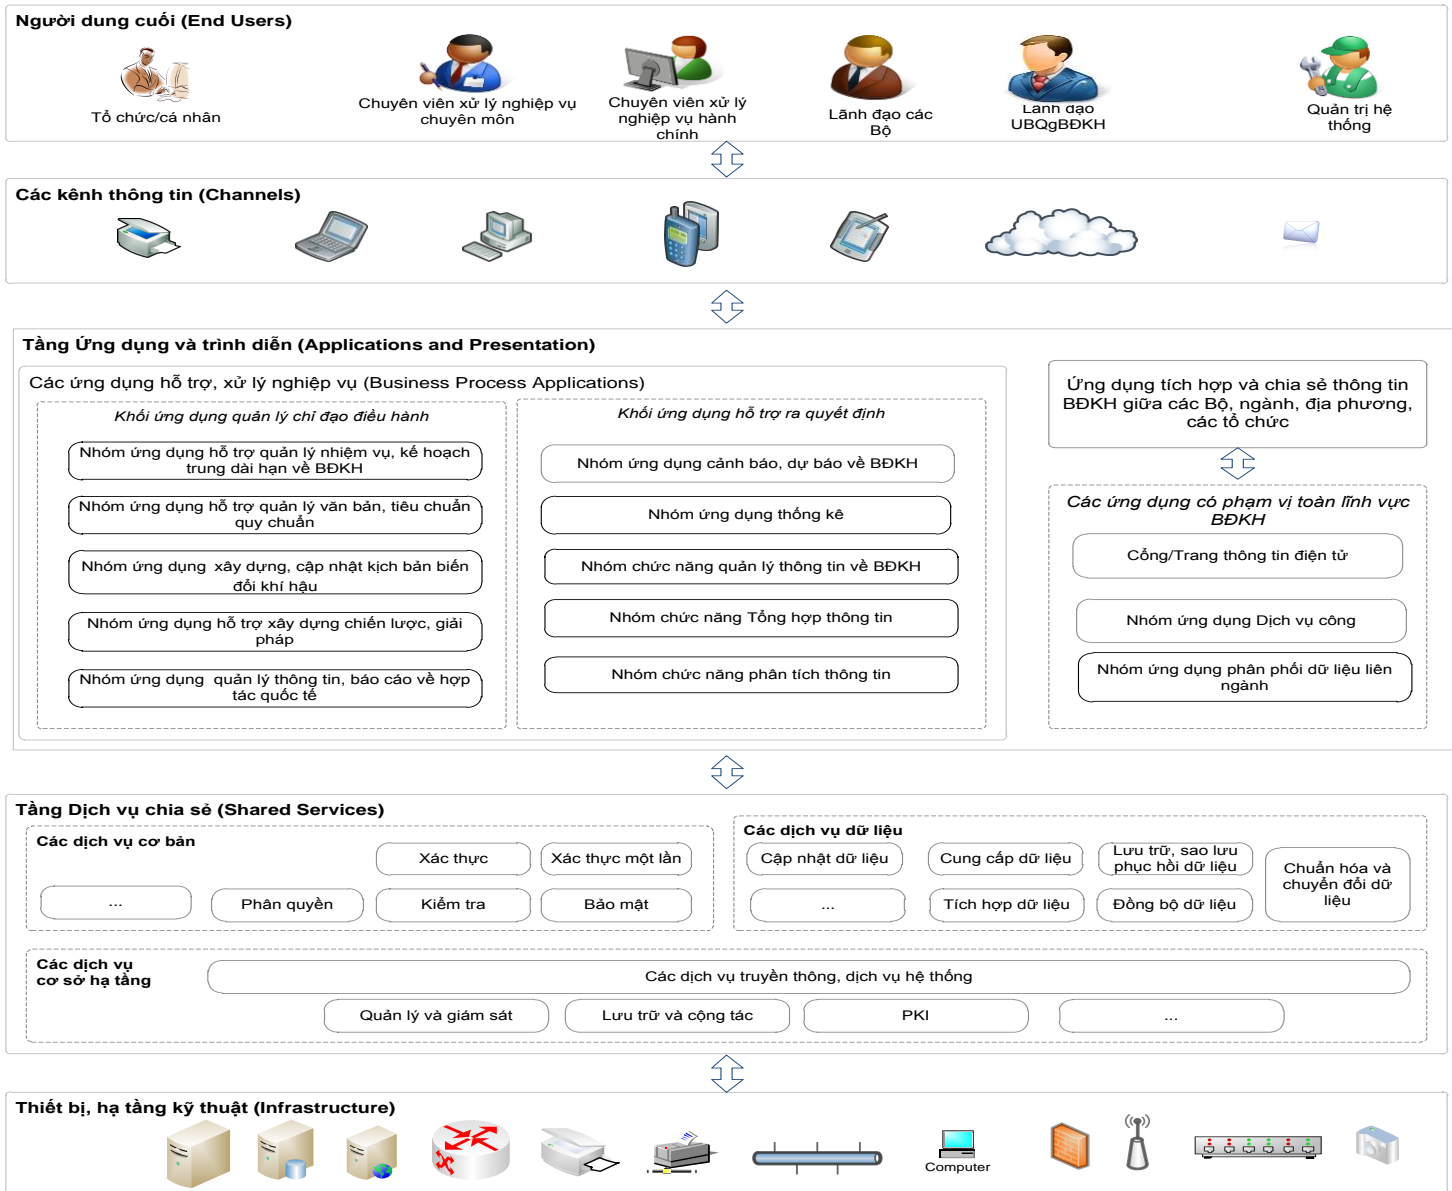 Người dung cuối (End Users)
Tổ chức/cá nhân
Chuyên viên xử lý nghiệp vụ
chuyên môn
Chuyên viên xử lý
nghiệp vụ hành
chính
Lãnh đạo các
Bộ
Lãnh đạo
UBQgBĐKH
Quản trị hệ
thống
Các kênh thông tin (Channels)
Tầng Ứng dụng và trình diễn (Applications and Presentation)
Các ứng dụng hỗ trợ, xử lý nghiệp vụ (Business Process Applications)
Khối ứng dụng quản lý chỉ đạo điều hành
Nhóm ứng dụng hỗ trợ quản lý nhiệm vụ, kế hoạch
trung dài hạn về BĐKH
Nhóm ứng dụng hỗ trợ quản lý văn bản, tiêu chuẩn
quy chuẩn
Nhóm ứng dụng xây dựng, cập nhật kịch bản biến
đổi khí hậu
Nhóm ứng dụng hỗ trợ xây dựng chiến lược, giải
pháp
Nhóm ứng dụng quản lý thông tin, báo cáo về hợp
tác quốc tế
Khối ứng dụng hỗ trợ ra quyết định
Nhóm ứng dụng cảnh báo, dự báo về BĐKH
Nhóm ứng dụng thống kê
Nhóm chức năng quản lý thông tin về BĐKH
Nhóm chức năng Tổng hợp thông tin
Nhóm chức năng phân tích thông tin
Ứng dụng tích hợp và chia sẻ thông tin
BĐKH giữa các Bộ, ngành, địa phương,
các tổ chức
Các ứng dụng có phạm vị toàn lĩnh vực
BĐKH
Cổng/Trang thông tin điện tử
Nhóm ứng dụng Dịch vụ công
Nhóm ứng dụng phân phối dữ liệu liên
ngành
Tầng Dịch vụ chia sẻ (Shared Services)
Các dịch vụ cơ bản
Xác thực
Xác thực một lần
...
Phân quyền
Kiểm tra
Bảo mật
Các dịch vụ dữ liệu
Cập nhật dữ liệu
Cung cấp dữ liệu
Lưu trữ, sao lưu
phục hồi dữ liệu
Chuẩn hóa và
chuyển đổi dữ
liệu
...
Tích hợp dữ liệu
Đồng bộ dữ liệu
Các dịch vụ
cơ sở hạ tầng
Các dịch vụ truyền thông, dịch vụ hệ thống
Quản lý và giám sát
Lưu trữ và cộng tác
PKI
...
Thiết bị, hạ tầng kỹ thuật (Infrastructure)
Computer